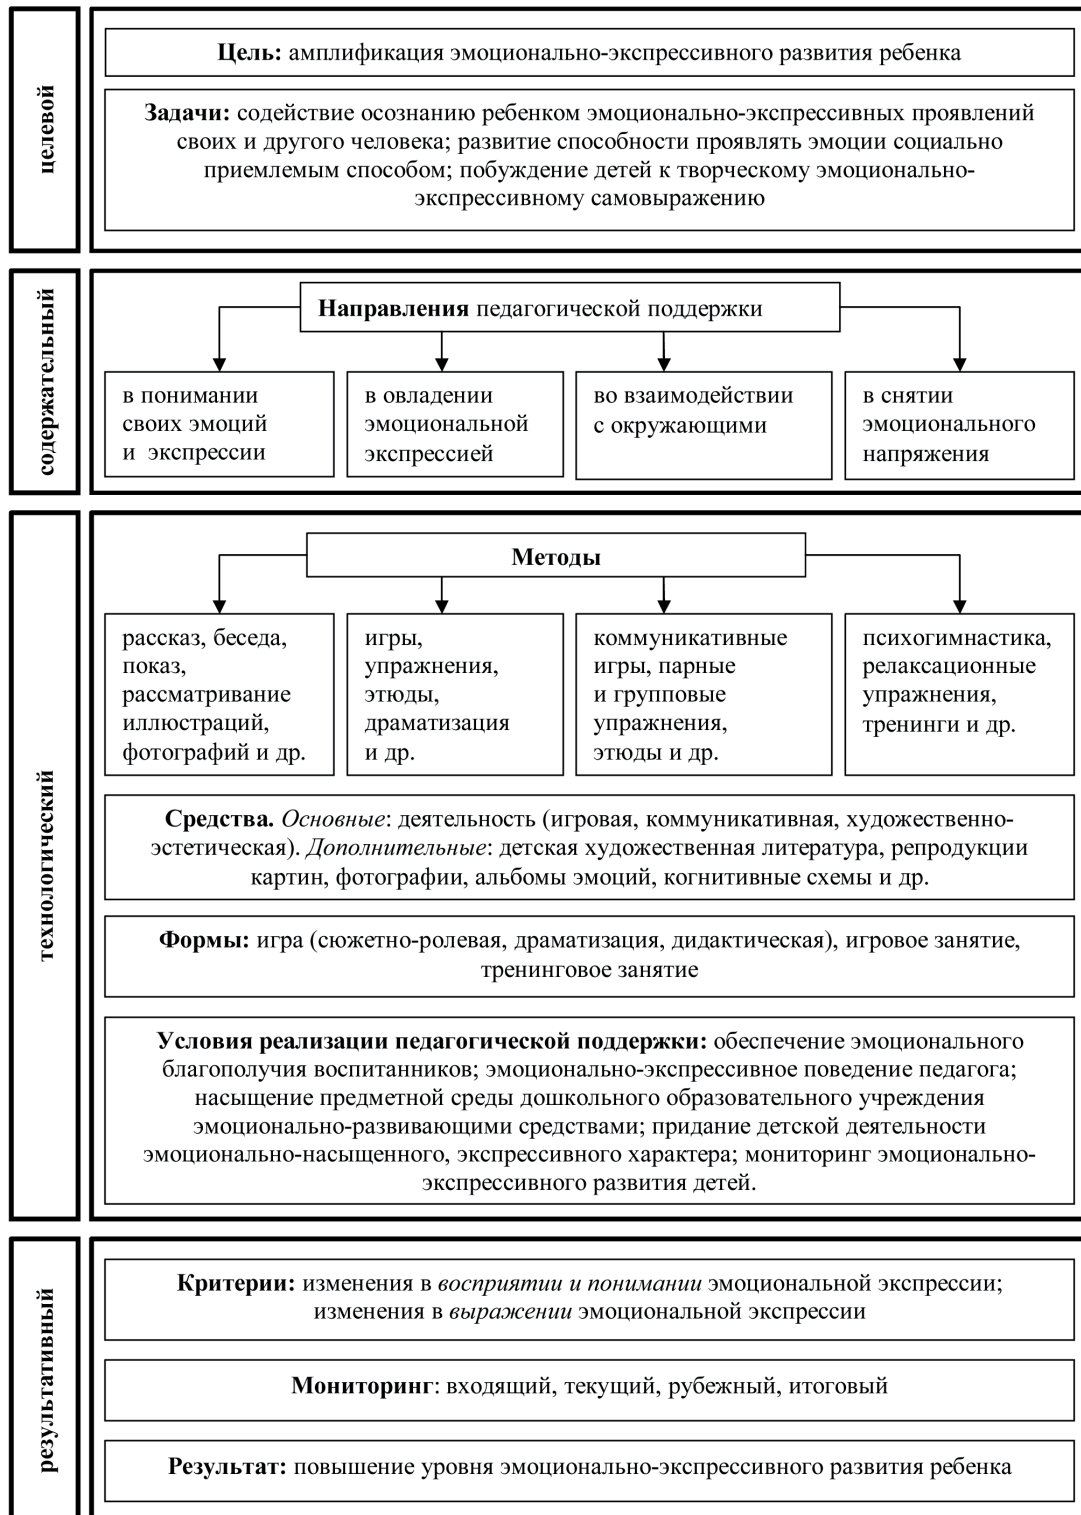 целевой
Цель: амплификация эмоционально-экспрессивного развития ребенка
Задачи: содействие осознанию ребенком эмоционально-экспрессивных проявлений
своих и другого человека; развитие способности проявлять эмоции социально
приемлемым способом; побуждение детей к творческому эмоционально-
экспрессивному самовыражению
содержательный
Направления педагогической поддержки
в понимании
своих эмоций
и экспрессии
в овладении
эмоциональной
экспрессией
во взаимодействии
с окружающими
в снятии
эмоционального
напряжения
технологический
Методы
рассказ, беседа,
показ,
рассматривание
иллюстраций,
фотографий и др.
игры,
упражнения,
этюды,
драматизация
и др.
коммуникативные
игры, парные
и групповые
упражнения,
этюды и др.
психогимнастика,
релаксационные
упражнения,
тренинги и др.
Средства. Основные: деятельность (игровая, коммуникативная, художественно-
эстетическая). Дополнительные: детская художественная литература, репродукции
картин, фотографии, альбомы эмоций, когнитивные схемы и др.
Формы: игра (сюжетно-ролевая, драматизация, дидактическая), игровое занятие,
тренинговое занятие
Условия реализации педагогической поддержки: обеспечение эмоционального
благополучия воспитанников; эмоционально-экспрессивное поведение педагога;
насыщение предметной среды дошкольного образовательного учреждения
эмоционально-развивающими средствами; придание детской деятельности
эмоционально-насыщенного, экспрессивного характера; мониторинг эмоционально-
экспрессивного развития детей.
результативный
Критерии: изменения в восприятии и понимании эмоциональной экспрессии;
изменения в выражении эмоциональной экспрессии
Мониторинг: входящий, текущий, рубежный, итоговый
Результат: повышение уровня эмоционально-экспрессивного развития ребенка